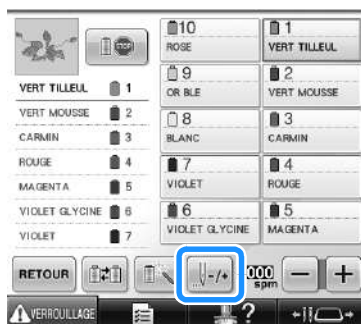 VERT TILLEUL 1
VERT MOUSSE 2
CARMIN 3
ROUGE 4
MAGENTA 5
VIOLET GLYCINE 6
VIOLET 7
10
ROSE
1
VERT TILLEUL
9
OR BLE
2
VERT MOUSSE
8
BLANC
3
CARMIN
7
VIOLET
4
ROUGE
6
VIOLET GLYCINE
5
MAGENTA
RETOUR
-/+
spm
- +
VERROUILLAGE
?